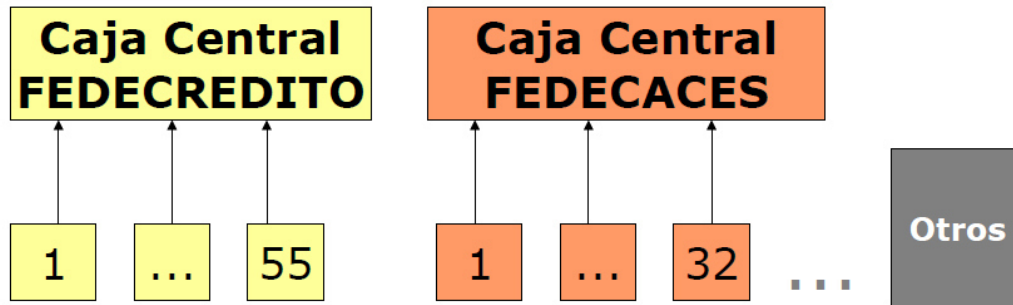 Caja Central
FEDECREDITO
Caja Central
FEDECACES
1
...
55
1
...
32
...
Otros